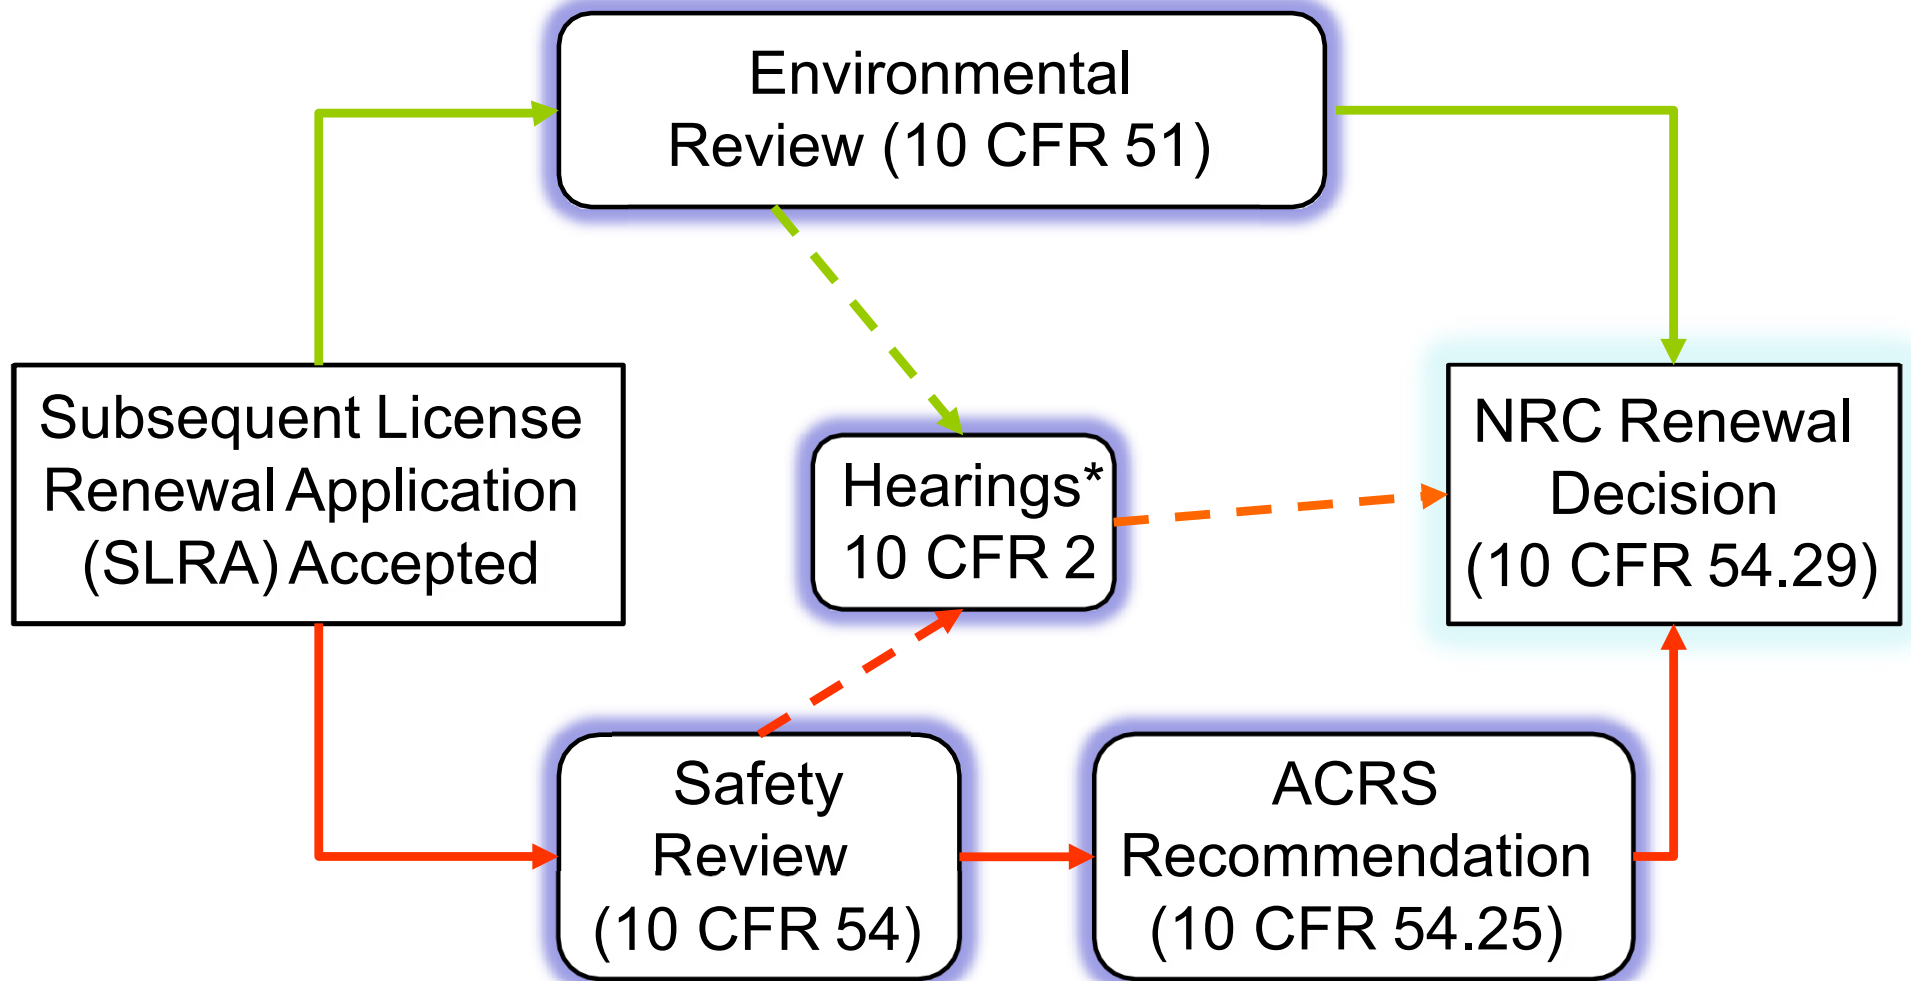 Environmental
Review (10 CFR 51)
Subsequent License
Renewal Application
(SLRA) Accepted
Hearings*
10 CFR 2
NRC Renewal
Decision
(10 CFR 54.29)
Safety
Review
(10 CFR 54)
ACRS
Recommendation
(10 CFR 54.25)